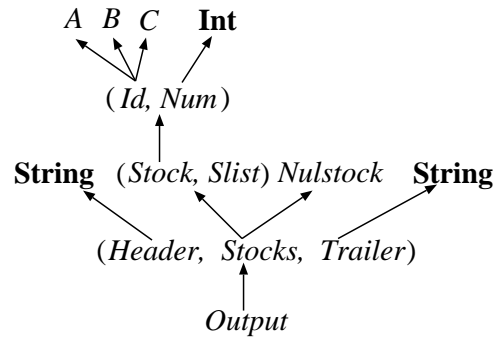 A B C Int
(Id, Num)
String (Stock, Slist) Nulstock String
(Header, Stocks, Trailer)
Output